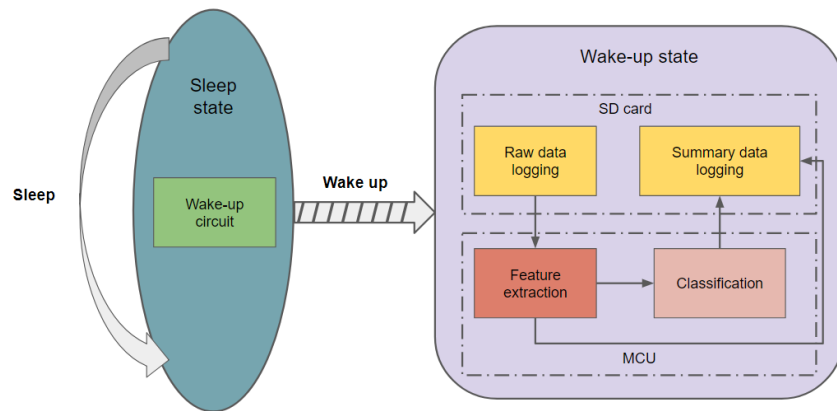 Sleep
state
Wake-up
circuit
Sleep
Wake up
Wake-up state
SD card
Raw data
logging
Summary data
logging
Feature
extraction
Classification
MCU